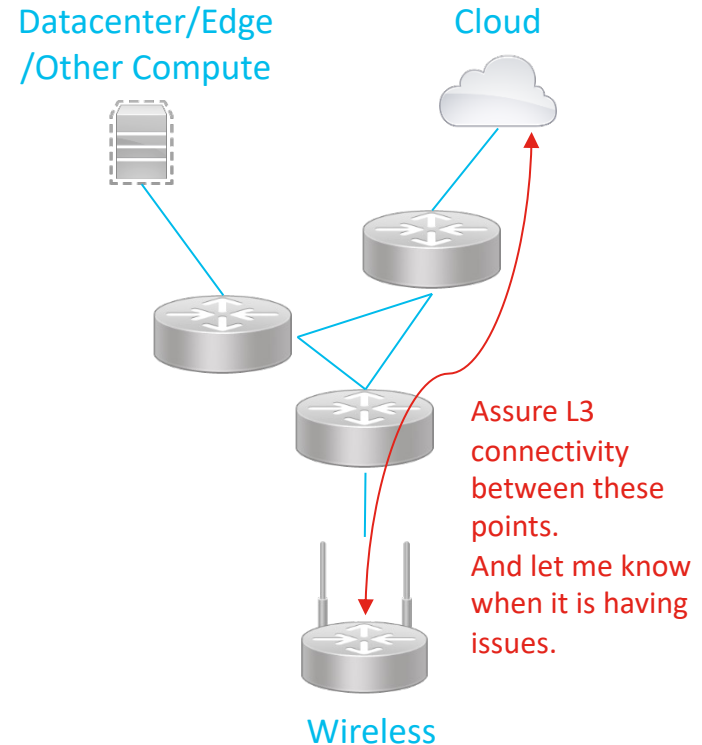 Datacenter/Edge
/Other Compute
Cloud
Assure L3
connectivity
between these
points.
And let me know
when it is having
issues.
Wireless